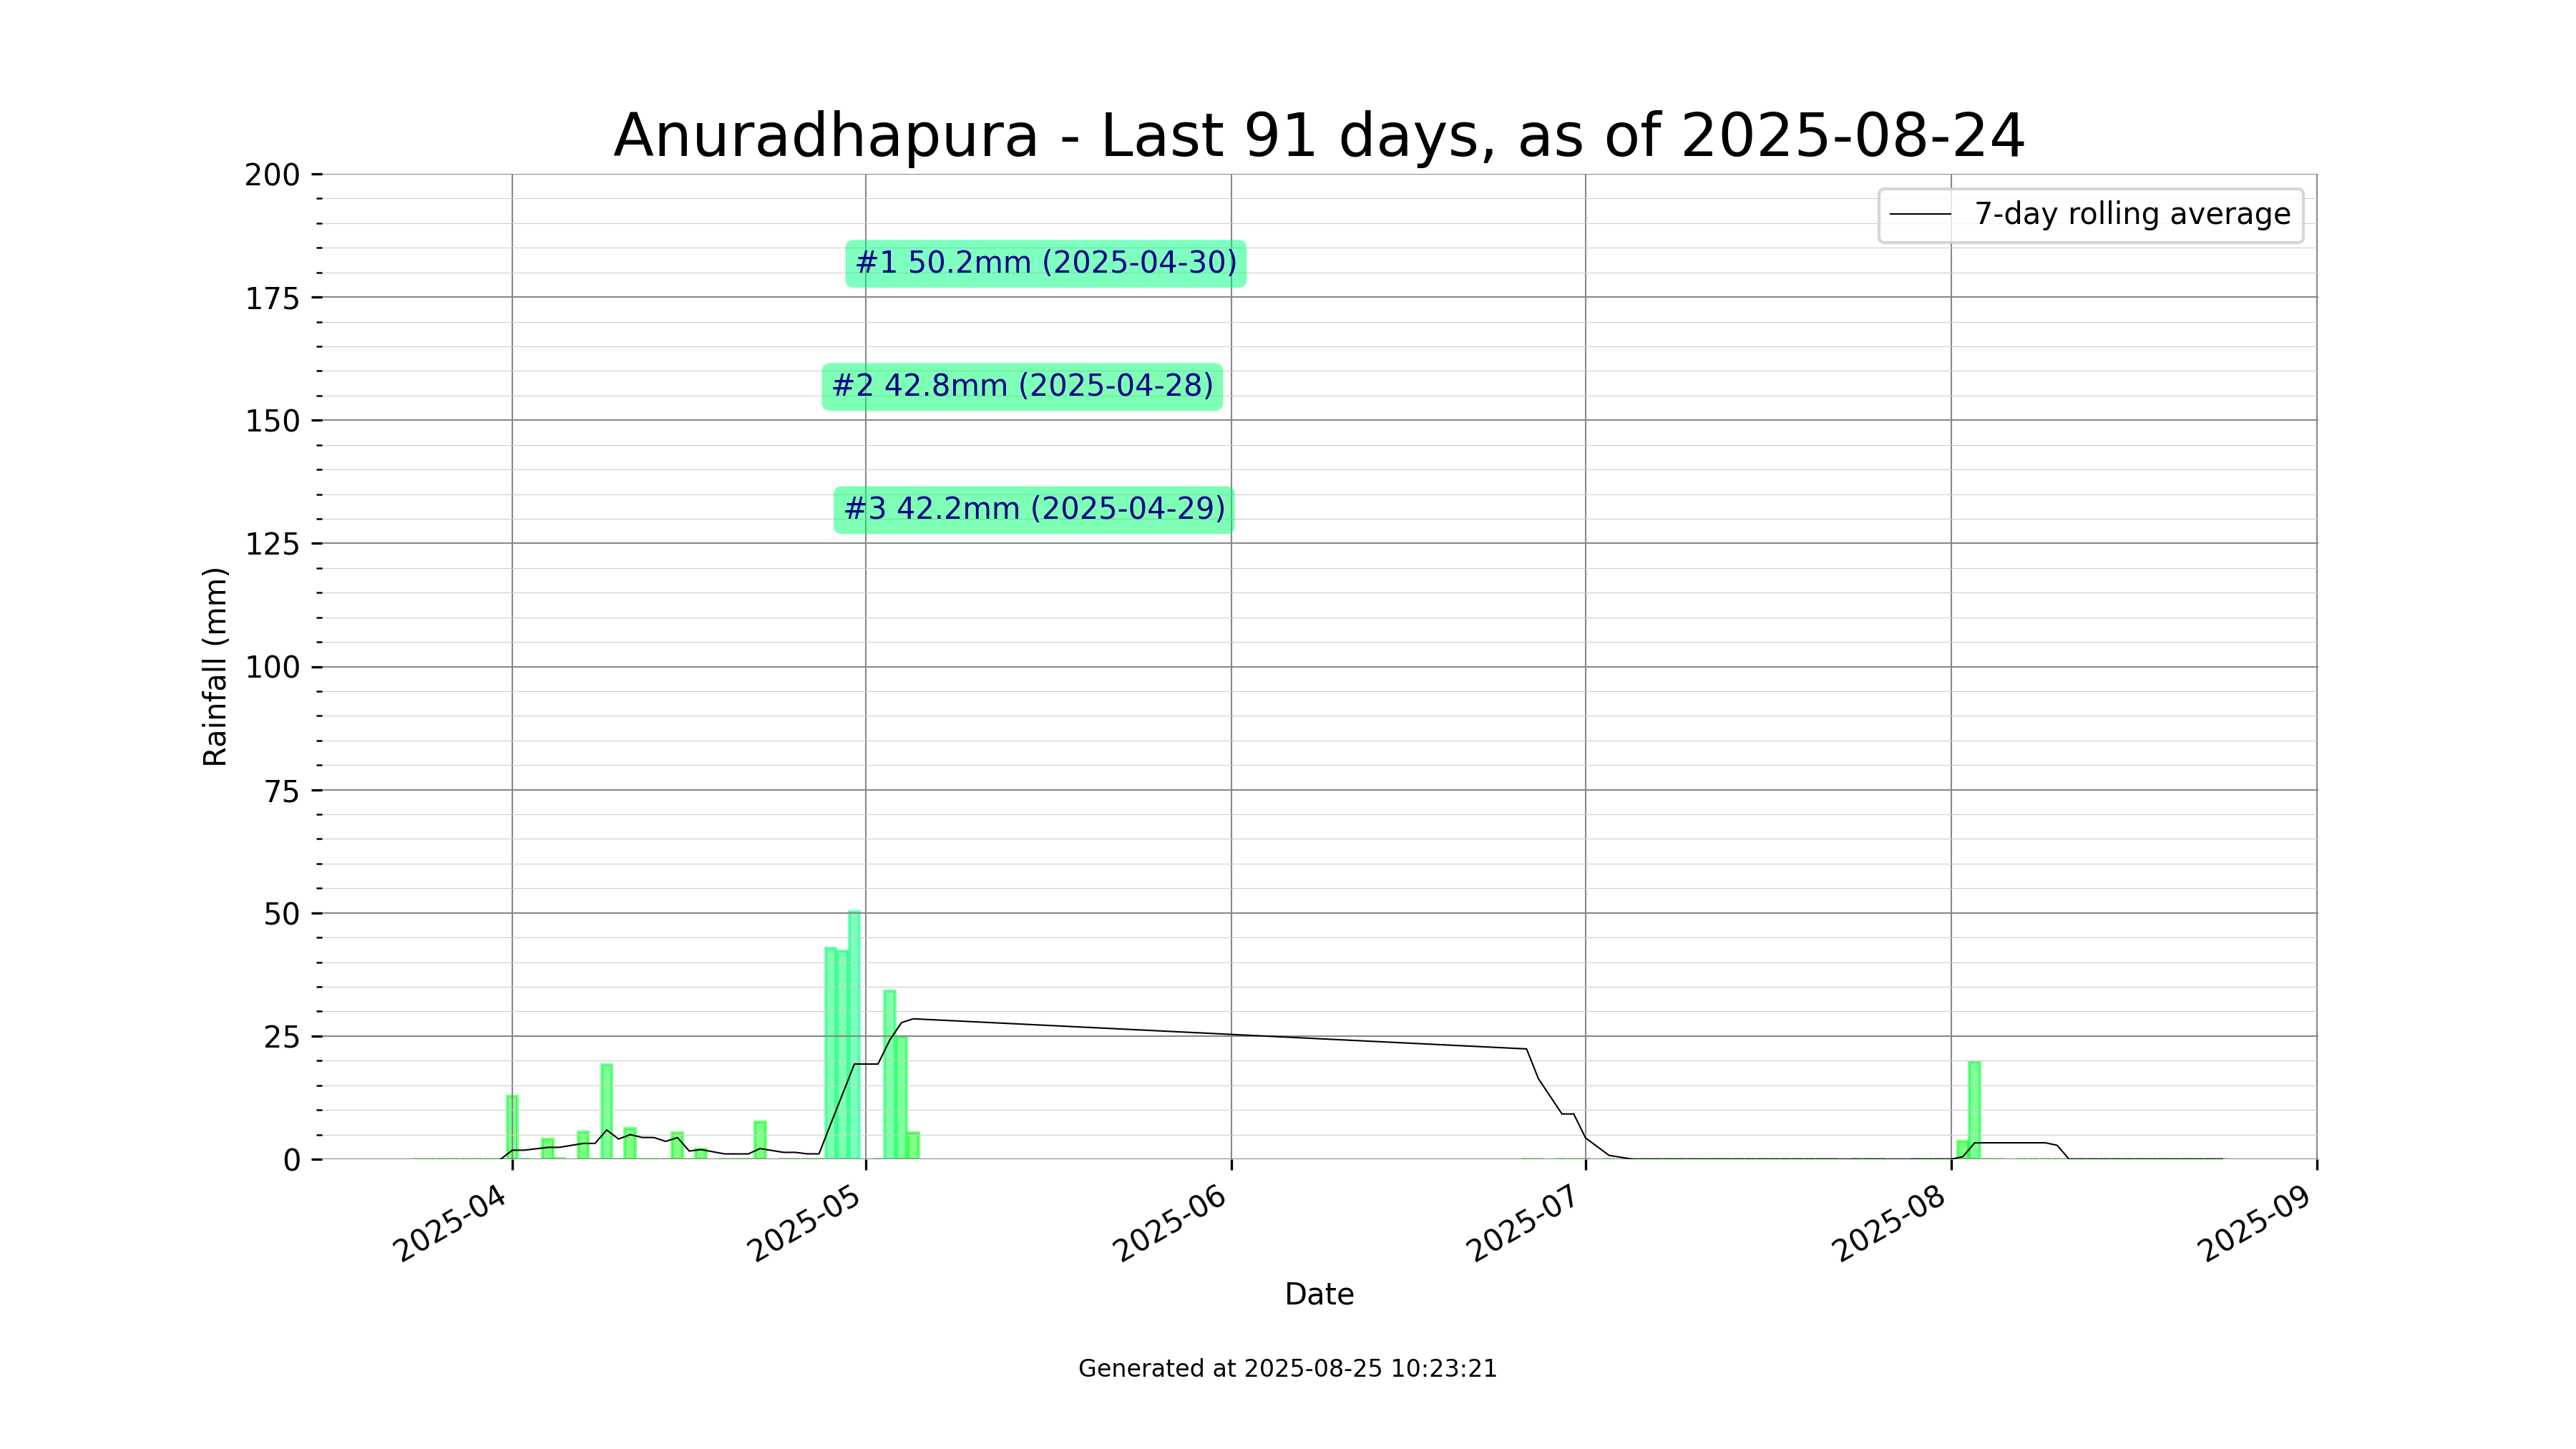 Anuradhapura - Last 91 days, as of 2025-08-24
200
175
150
125
100
75
50
25
0
Rainfall (mm)
7-day rolling average
#1 50.2mm (2025-04-30)
#2 42.8mm (2025-04-28)
#3 42.2mm (2025-04-29)
2025-04
2025-05
2025-06
2025-07
2025-08
2025-09
Date
Generated at 2025-08-25 10:23:21